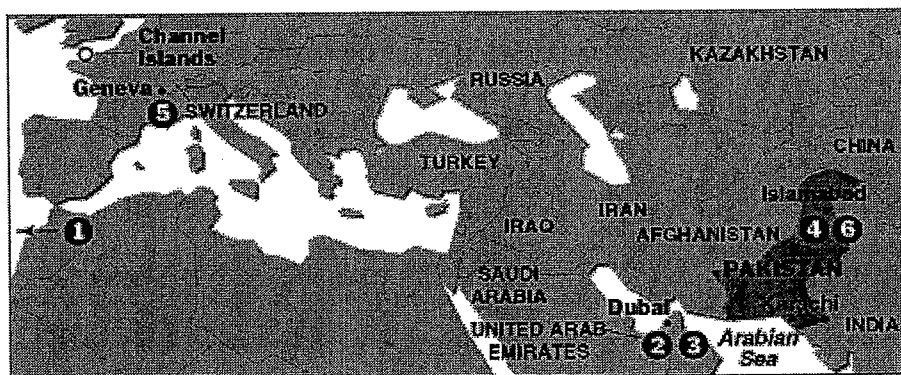 Channel
Islands
Geneva
5
SWITZERLAND
RUSSIA
KAZAKHSTAN
CHINA
TURKEY
Islamabad
1
IRAQ
IRAN
AFGHANISTAN
4 6
PAKISTAN
SAUDI
ARABIA
Dubai
Karachi
INDIA
UNITED ARAB
EMIRATES
2 3
Arabian
Sea